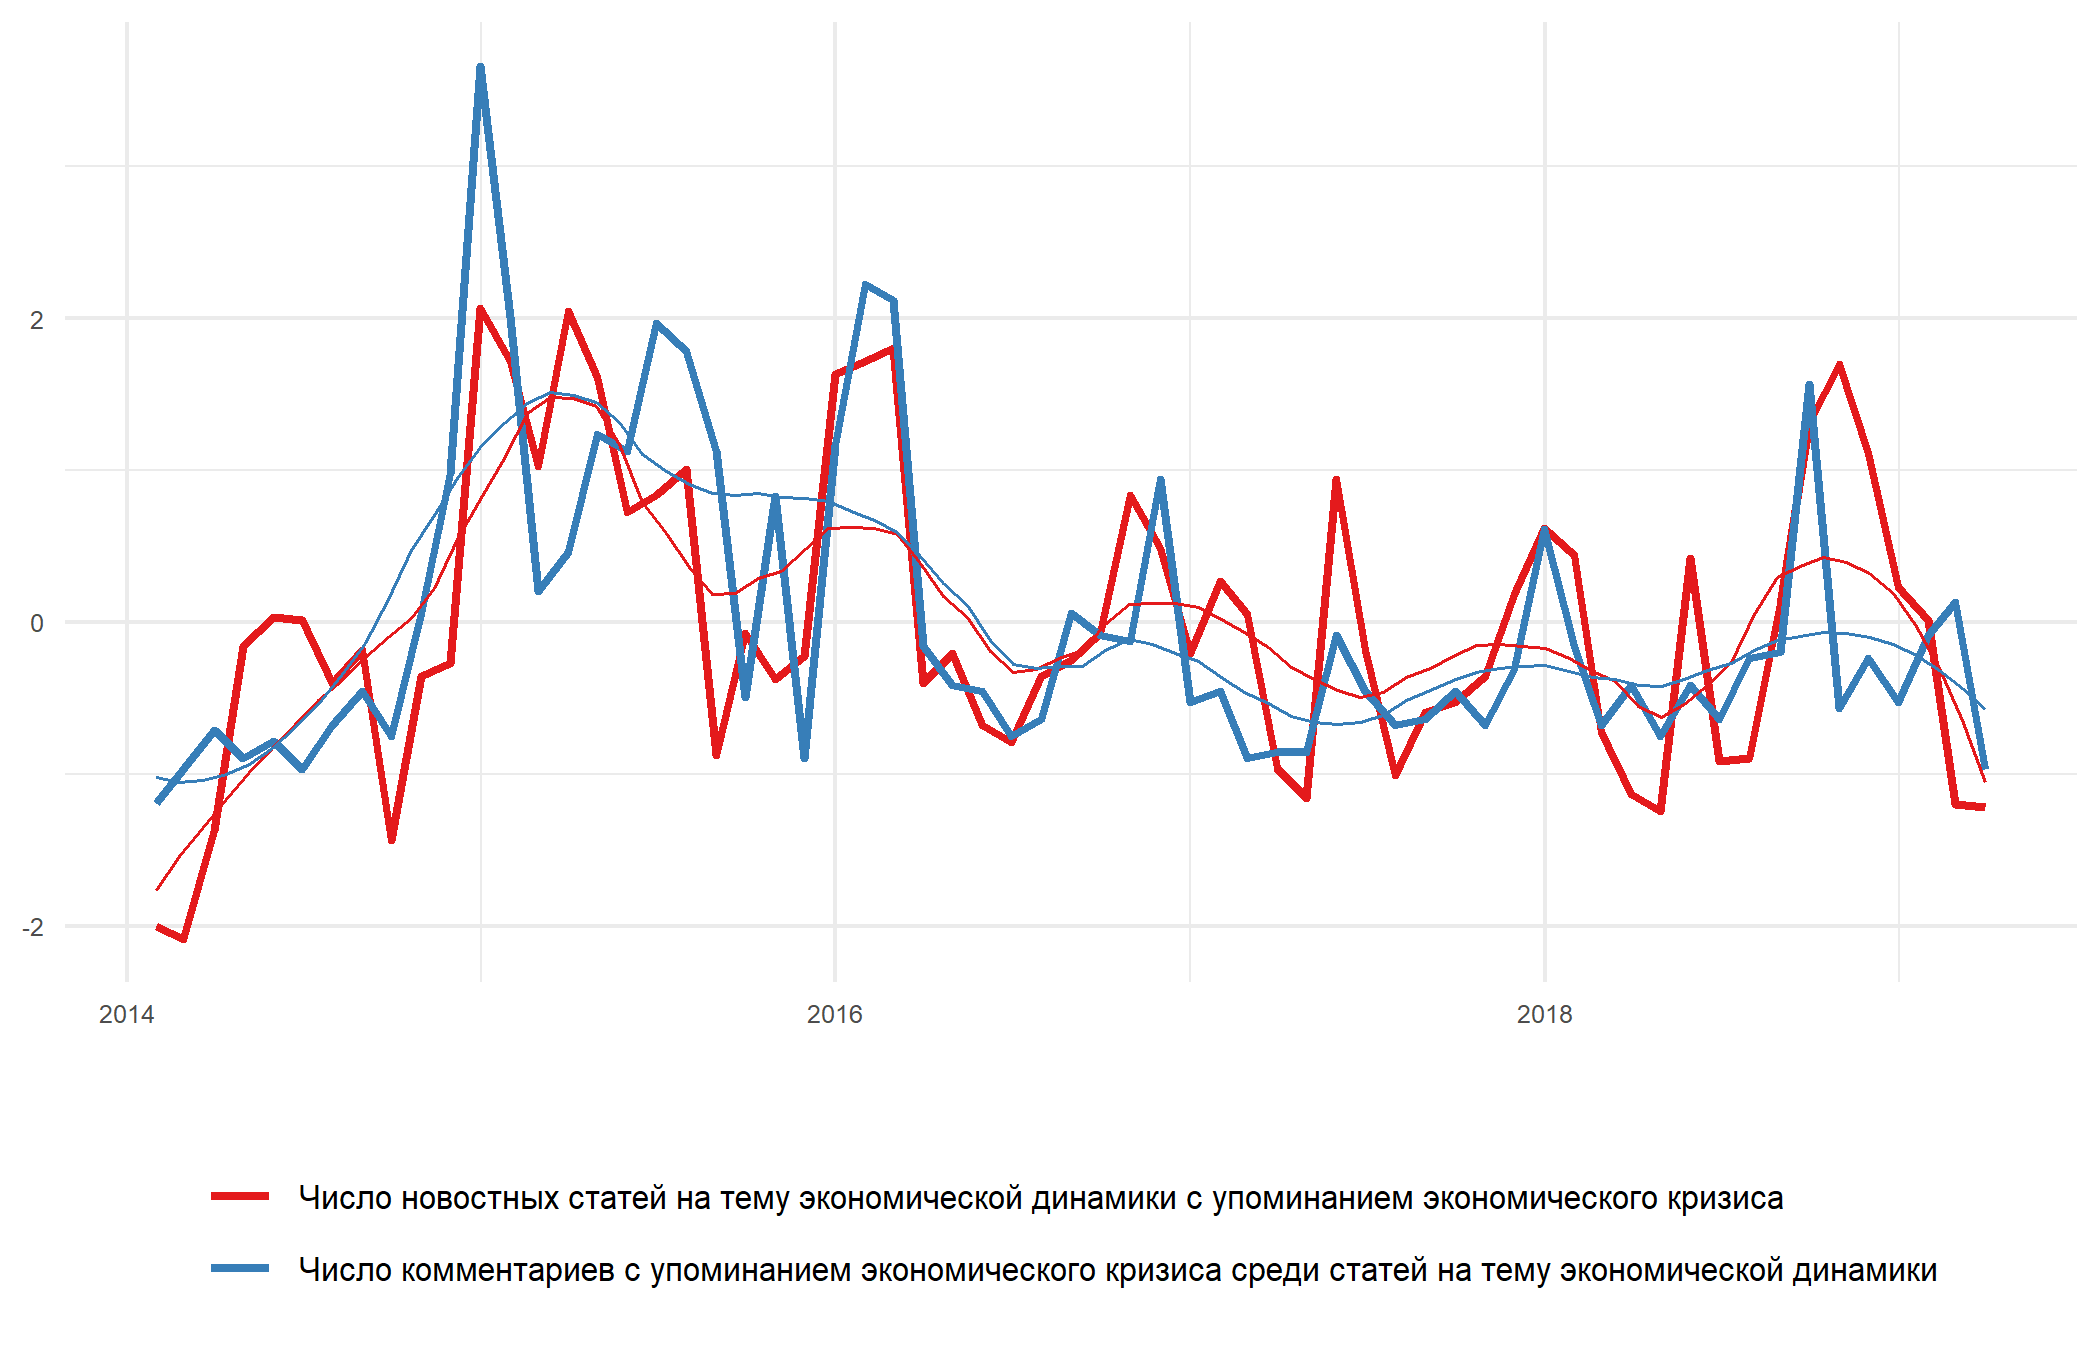 2
0
-2
2014 2016 2018
Число новостных статей на тему экономической динамики с упоминанием экономического кризиса
Число комментариев с упоминанием экономического кризиса среди статей на тему экономической динамики